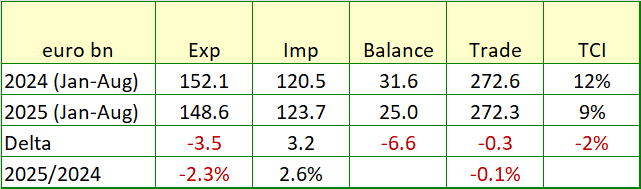 euro bn Exp Imp Balance Trade TCI
2024 (Jan-Aug) 152.1 120.5 31.6 272.6 12%
2025 (Jan-Aug) 148.6 123.7 25.0 272.3 9%
Delta -3.5 3.2 -6.6 -0.3 -2%
2025/2024 -2.3% 2.6% -0.1%